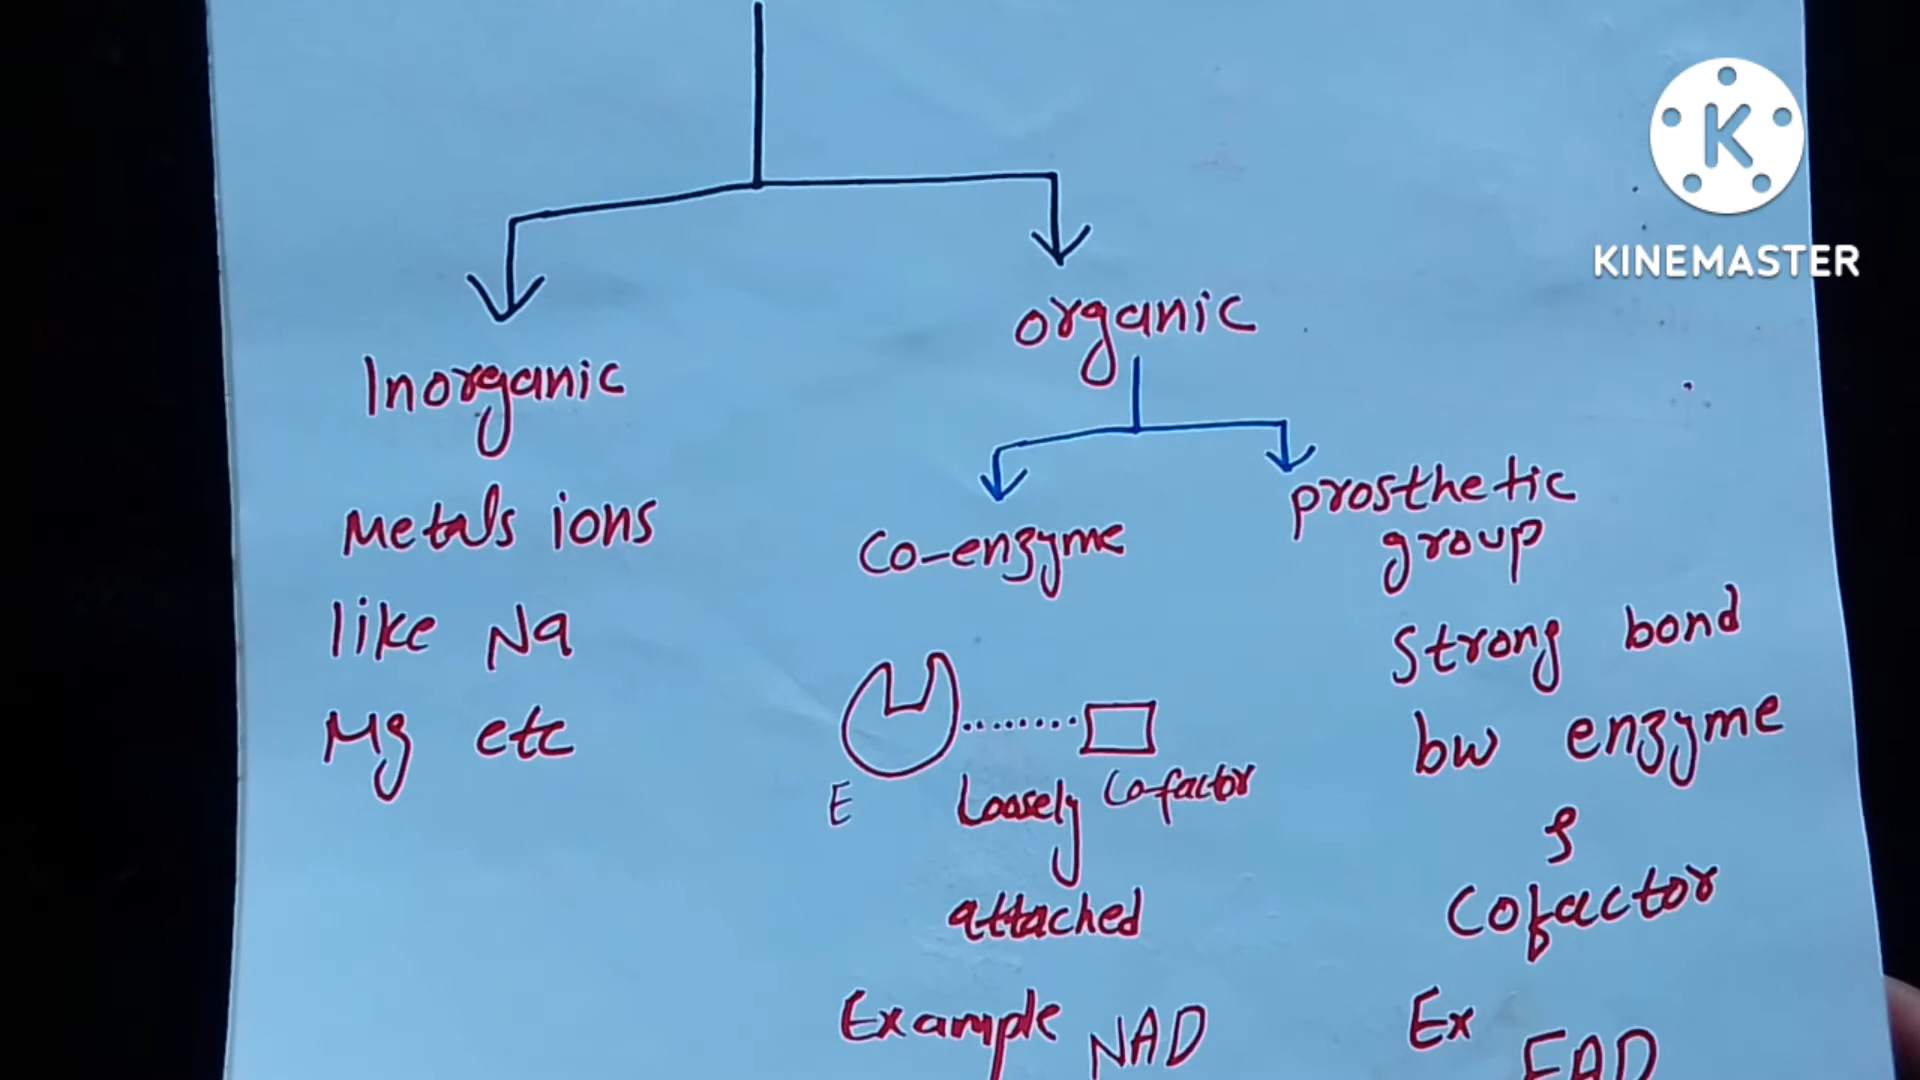 K
KINEMASTER
organic
Inorganic
Metals ions
like Na
Mg etc
Co-enzyme
E
Loosely
Cofactor
attached
Example NAD
prosthetic
group
Strong bond
bw enzyme
&
Cofactor
Ex FAD